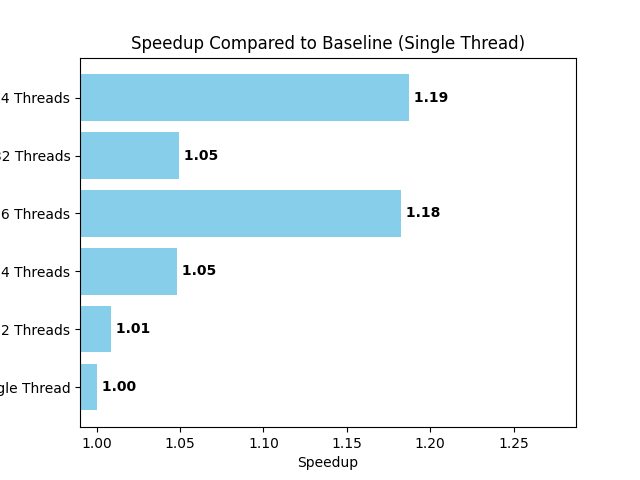 Speedup Compared to Baseline (Single Thread)
4 Threads 1.19
32 Threads 1.05
6 Threads 1.18
4 Threads 1.05
2 Threads 1.01
gle Thread 1.00
1.00 1.05 1.10 1.15 1.20 1.25
Speedup